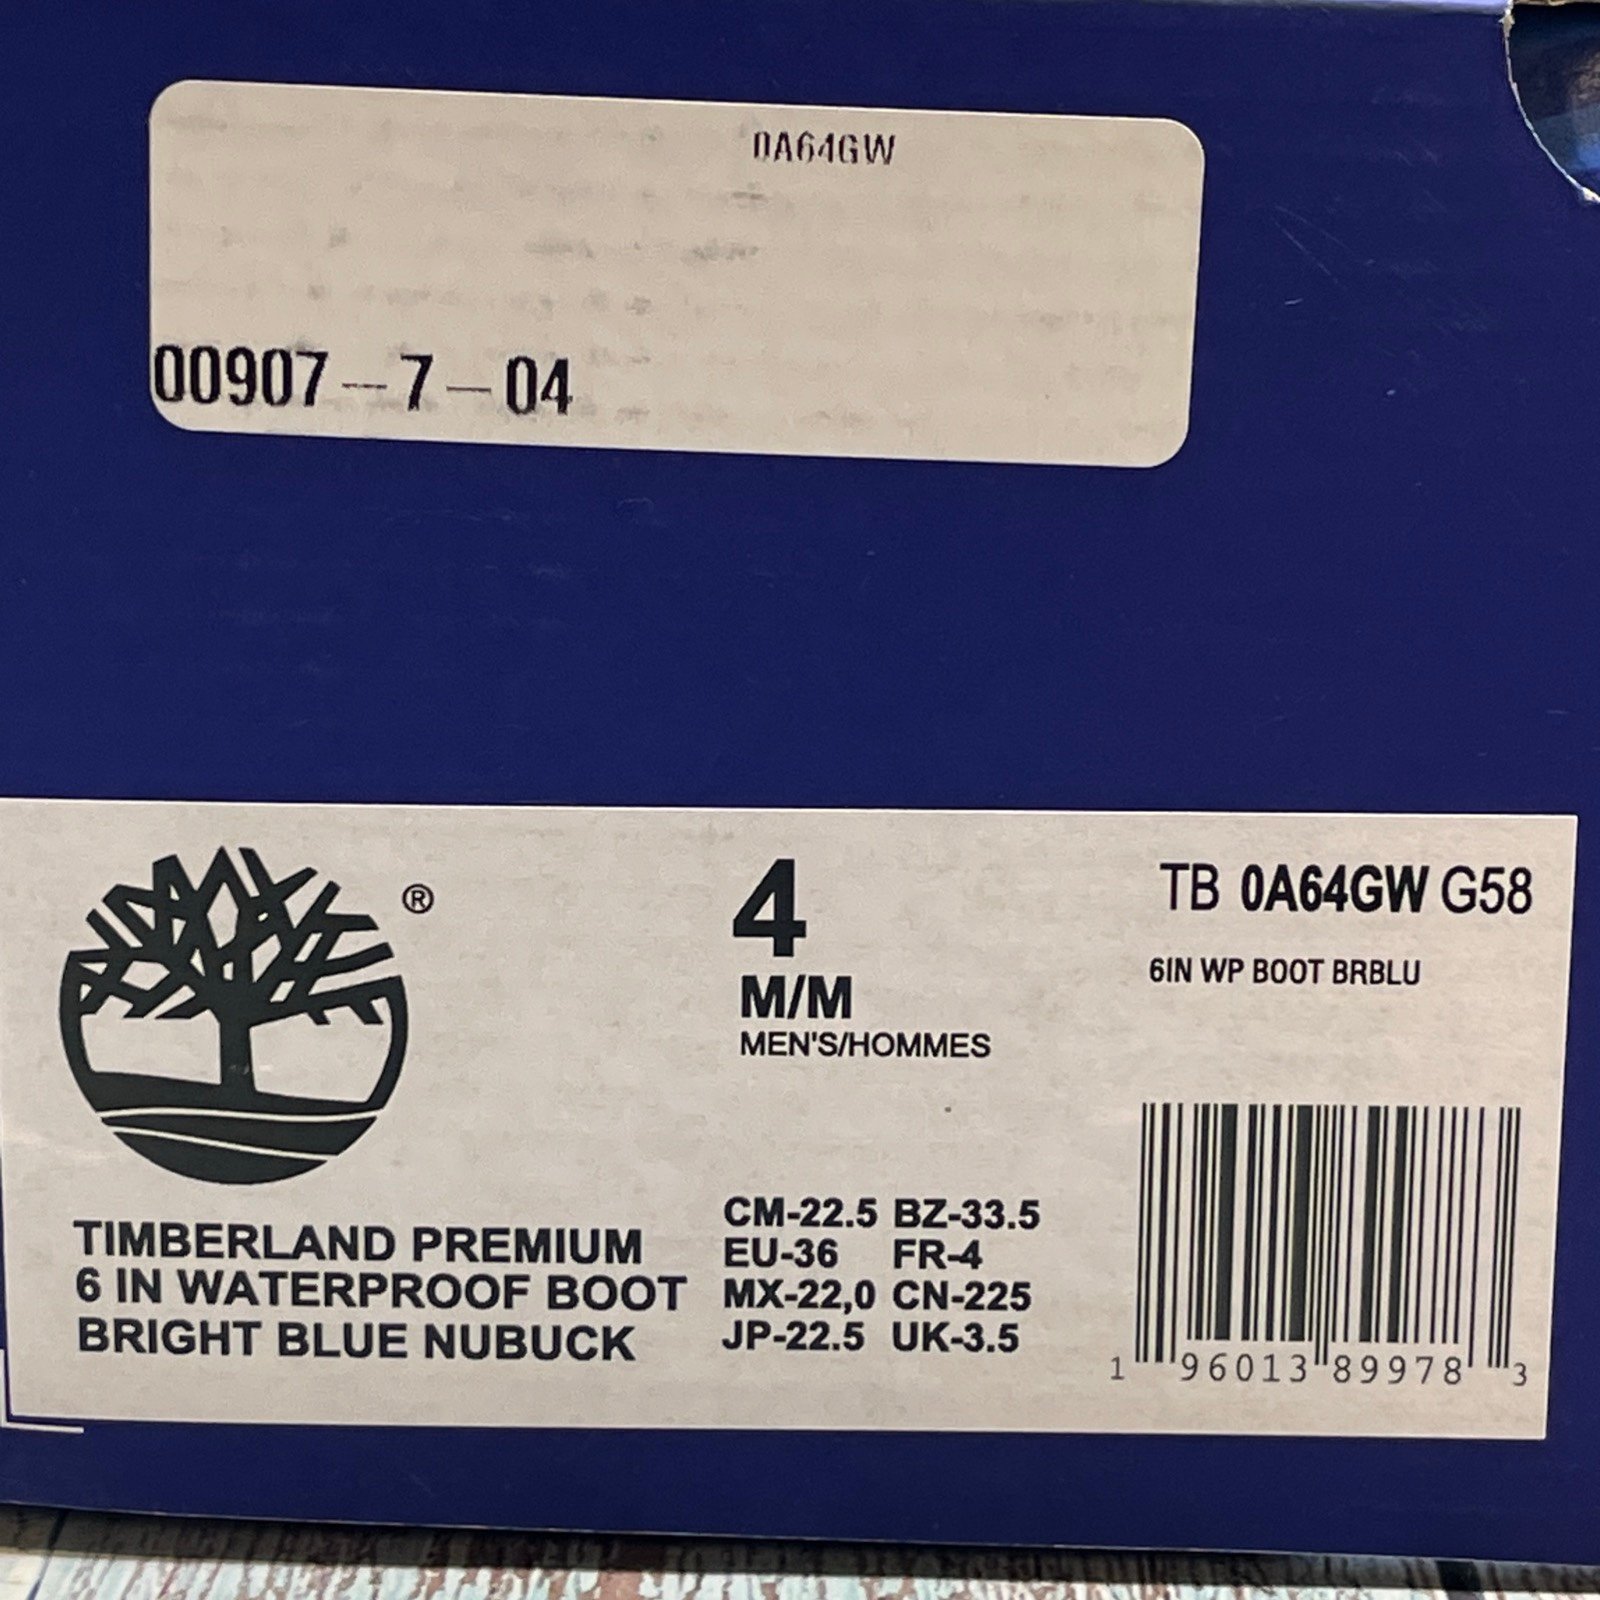 0A64GW
00907-7-04
®
4
M/M
MEN'S/HOMMES
TB 0A64GW G58
6IN WP BOOT BRBLU
TIMBERLAND PREMIUM
6 IN WATERPROOF BOOT
BRIGHT BLUE NUBUCK
CM-22.5 BZ-33.5
EU-36 FR-4
MX-22,0 CN-225
JP-22.5 UK-3.5
1 96013 89978 3